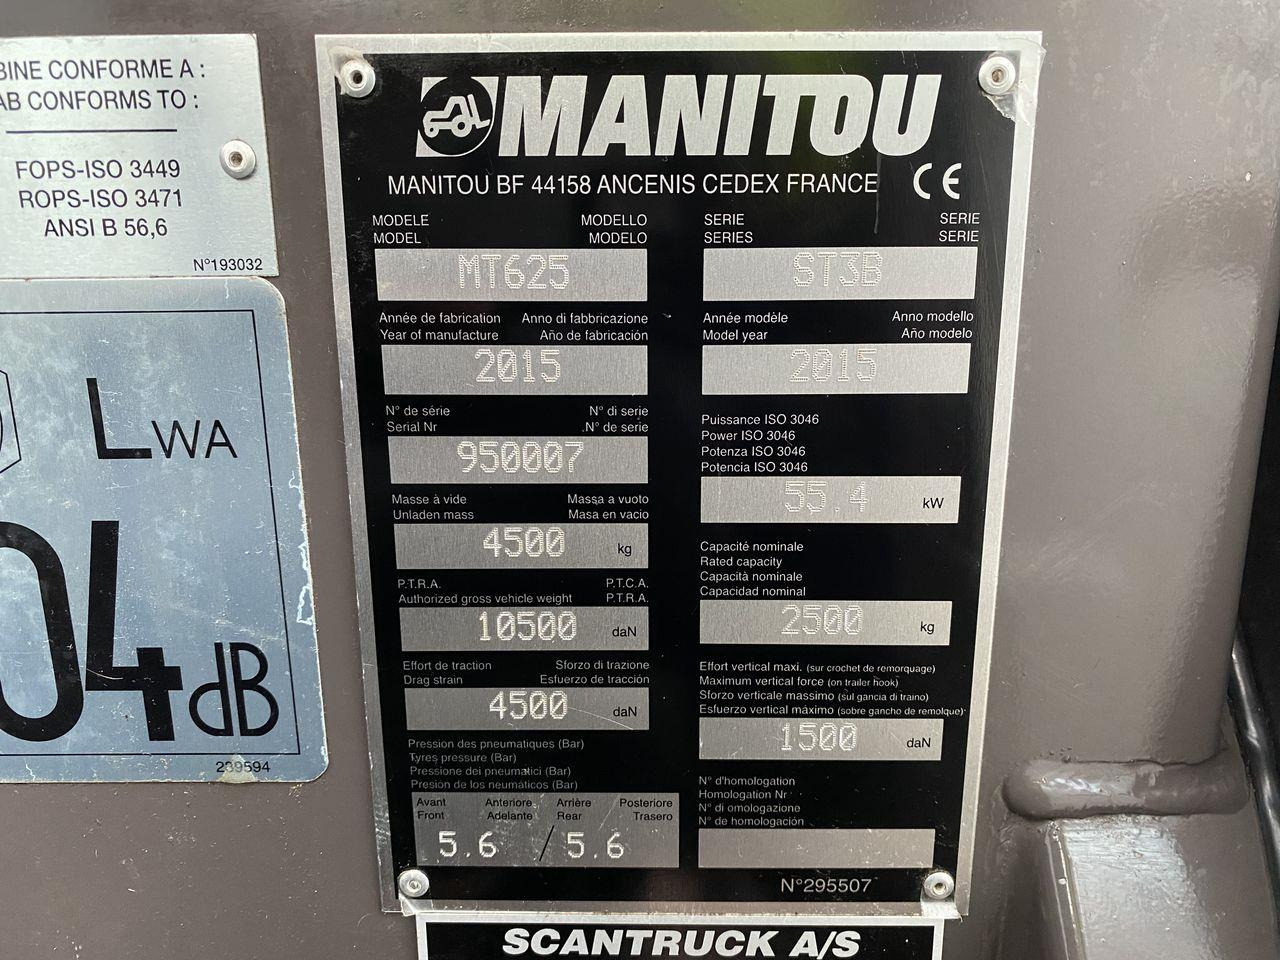 BINE CONFORME A :
AB CONFORMS TO :
FOPS-ISO 3449
ROPS-ISO 3471
ANSI B 56,6
N°193032
LWA
04 dB
239594
MANITOU
MANITOU BF 44158 ANCENIS CEDEX FRANCE CE
MODELE MODELLO
MODEL MODELO
MT625
SERIE SERIE
SERIES SERIE
ST3B
Année de fabrication Anno di fabbricazione
Year of manufacture Año de fabricación
2015
Année modèle Anno modello
Model year Año modelo
2015
N° de série N° di serie
Serial Nr .N° de serie
950007
Puissance ISO 3046
Power ISO 3046
Potenza ISO 3046
Potencia ISO 3046
55.4 kW
Masse à vide Massa a vuoto
Unladen mass Masa en vacio
4500 kg
Capacité nominale
Rated capacity
Capacità nominale
Capacidad nominal
2500 kg
P.T.R.A. P.T.C.A.
Authorized gross vehicle weight P.T.R.A.
10500 daN
Effort de traction Sforzo di trazione
Drag strain Esfuerzo de tracción
4500 daN
Effort vertical maxi. (sur crochet de remorquage)
Maximum vertical force (on trailer hook)
Sforzo verticale massimo (sul gancia di traino)
Esfuerzo vertical máximo (sobre gancho de remolque)
1500 daN
Pression des pneumatiques (Bar)
Tyres pressure (Bar)
Pressione dei pneumatici (Bar)
Presión de los neumáticos (Bar)
Avant Anteriore Arrière Posteriore
Front Adelante Rear Trasero
5.6 / 5.6
N° d'homologation
Homologation Nr
N° di omologazione
N° de homologación
N°295507
SCANTRUCK A/S